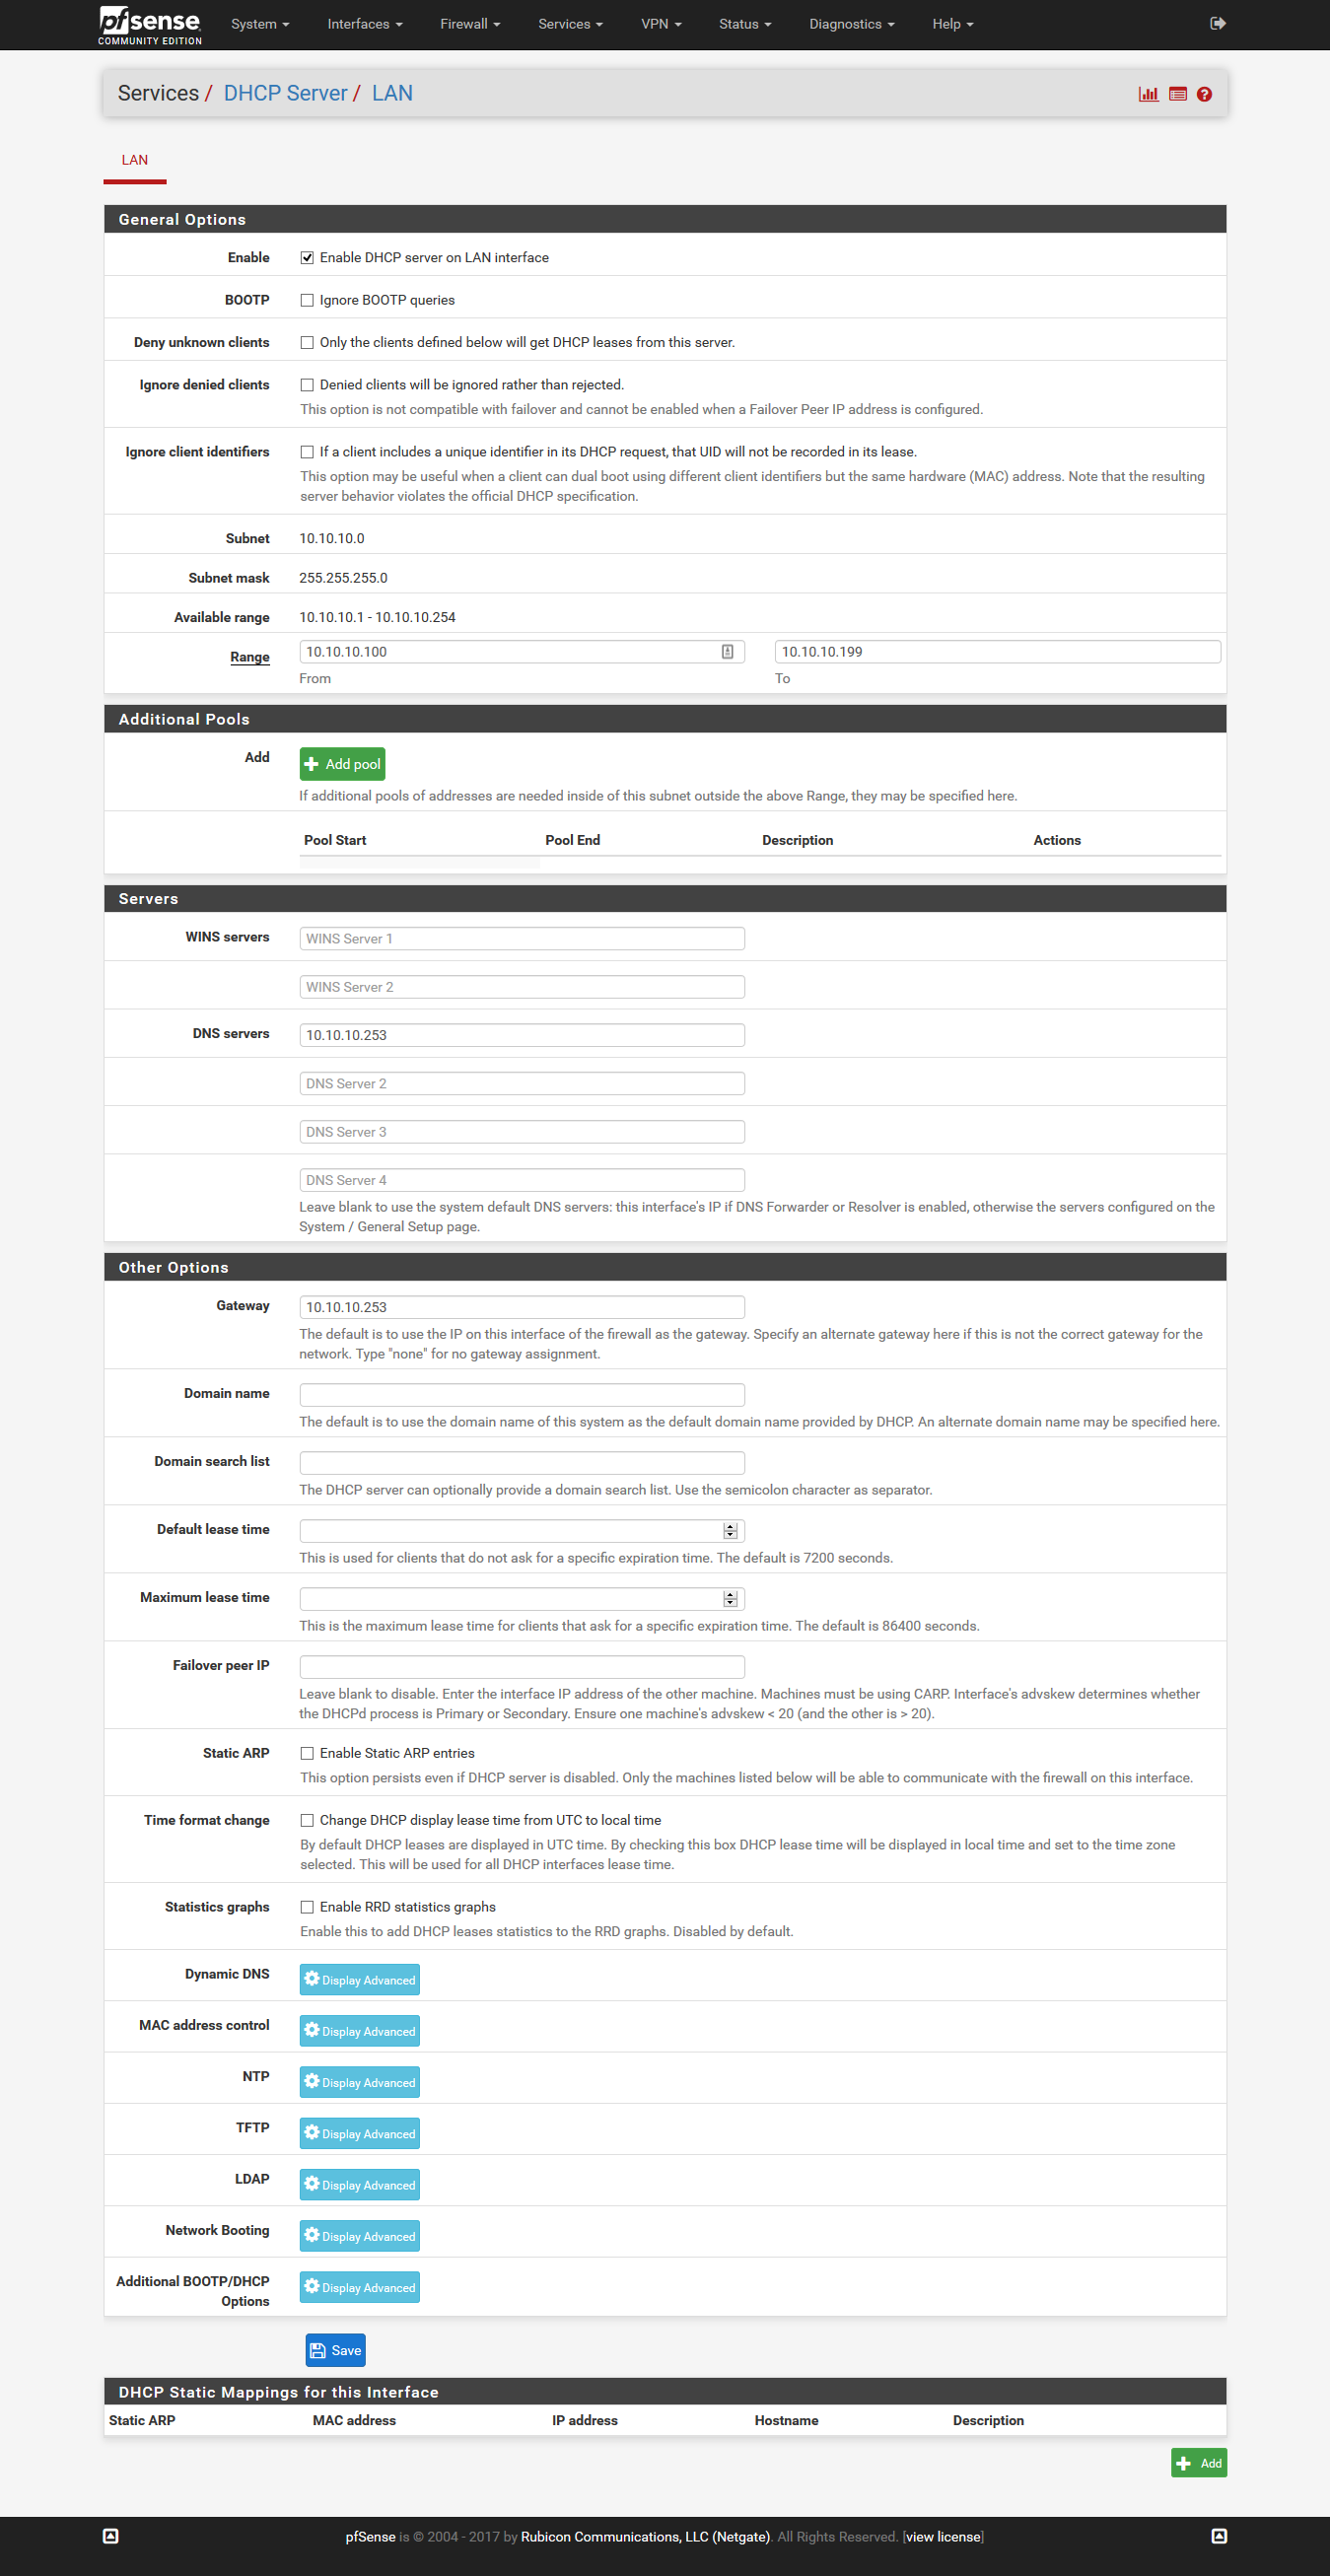 pfsense
COMMUNITY EDITION
System Interfaces Firewall Services VPN Status Diagnostics Help
Services / DHCP Server / LAN
LAN
General Options
Enable Enable DHCP server on LAN interface
BOOTP Ignore BOOTP queries
Deny unknown clients Only the clients defined below will get DHCP leases from this server.
Ignore denied clients Denied clients will be ignored rather than rejected.
This option is not compatible with failover and cannot be enabled when a Failover Peer IP address is configured.
Ignore client identifiers If a client includes a unique identifier in its DHCP request, that UID will not be recorded in its lease.
This option may be useful when a client can dual boot using different client identifiers but the same hardware (MAC) address. Note that the resulting
server behavior violates the official DHCP specification.
Subnet 10.10.10.0
Subnet mask 255.255.255.0
Available range 10.10.10.1 - 10.10.10.254
Range 10.10.10.100 10.10.10.199
From To
Additional Pools
Add Add pool
If additional pools of addresses are needed inside of this subnet outside the above Range, they may be specified here.
Pool Start Pool End Description Actions
Servers
WINS servers WINS Server 1
WINS Server 2
DNS servers 10.10.10.253
DNS Server 2
DNS Server 3
DNS Server 4
Leave blank to use the system default DNS servers: this interface's IP if DNS Forwarder or Resolver is enabled, otherwise the servers configured on the
System / General Setup page.
Other Options
Gateway 10.10.10.253
The default is to use the IP on this interface of the firewall as the gateway. Specify an alternate gateway here if this is not the correct gateway for the
network. Type "none" for no gateway assignment.
Domain name
The default is to use the domain name of this system as the default domain name provided by DHCP. An alternate domain name may be specified here.
Domain search list
The DHCP server can optionally provide a domain search list. Use the semicolon character as separator.
Default lease time
This is used for clients that do not ask for a specific expiration time. The default is 7200 seconds.
Maximum lease time
This is the maximum lease time for clients that ask for a specific expiration time. The default is 86400 seconds.
Failover peer IP
Leave blank to disable. Enter the interface IP address of the other machine. Machines must be using CARP. Interface's advskew determines whether
the DHCPd process is Primary or Secondary. Ensure one machine's advskew < 20 (and the other is > 20).
Static ARP Enable Static ARP entries
This option persists even if DHCP server is disabled. Only the machines listed below will be able to communicate with the firewall on this interface.
Time format change Change DHCP display lease time from UTC to local time
By default DHCP leases are displayed in UTC time. By checking this box DHCP lease time will be displayed in local time and set to the time zone
selected. This will be used for all DHCP interfaces lease time.
Statistics graphs Enable RRD statistics graphs
Enable this to add DHCP leases statistics to the RRD graphs. Disabled by default.
Dynamic DNS Display Advanced
MAC address control Display Advanced
NTP Display Advanced
TFTP Display Advanced
LDAP Display Advanced
Network Booting Display Advanced
Additional BOOTP/DHCP Display Advanced
Options
Save
DHCP Static Mappings for this Interface
Static ARP MAC address IP address Hostname Description
Add
pfSense is © 2004 - 2017 by Rubicon Communications, LLC (Netgate). All Rights Reserved. [view license]